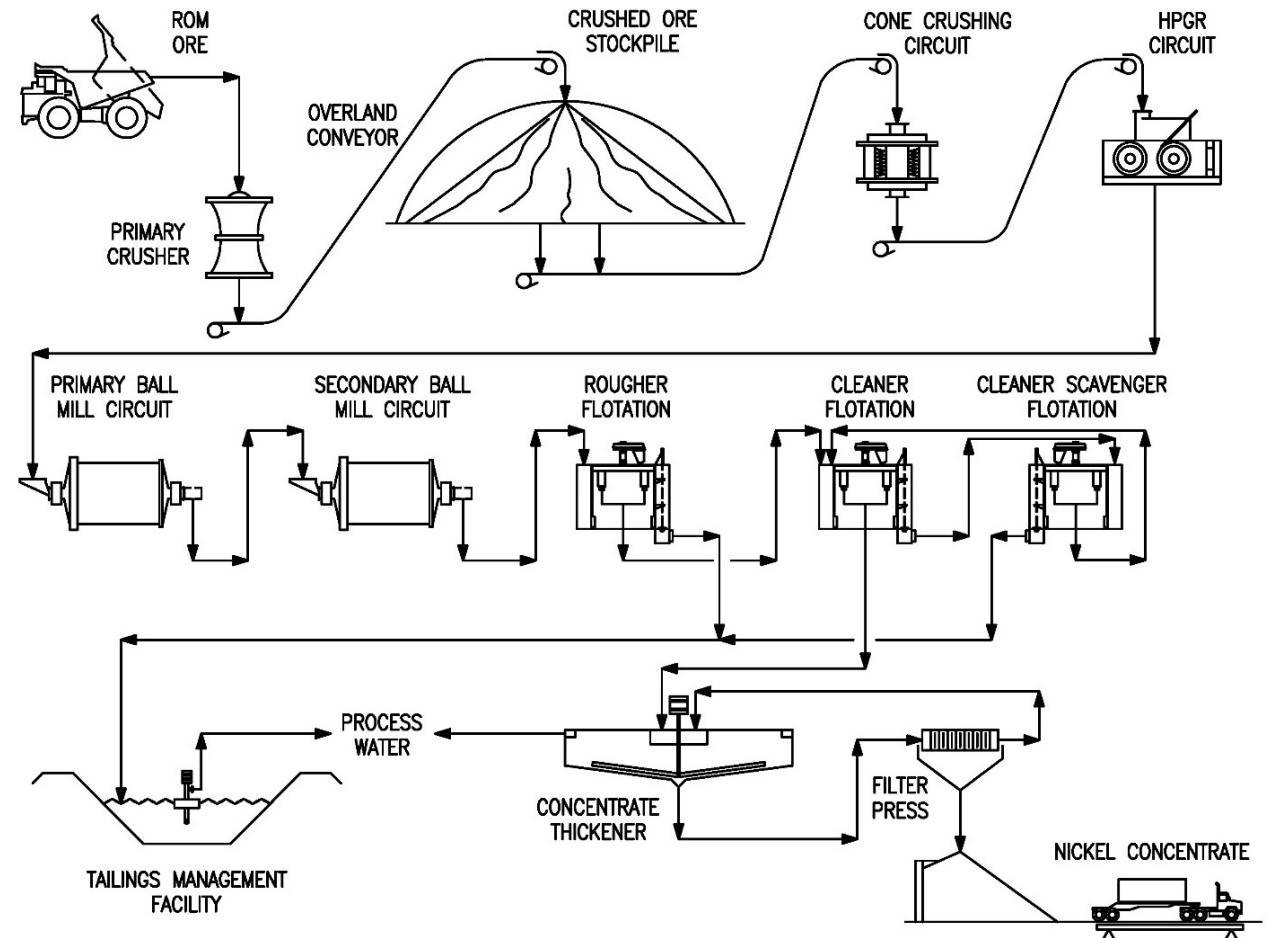 ROM
ORE
CRUSHED ORE
STOCKPILE
CONE CRUSHING
CIRCUIT
HPGR
CIRCUIT
OVERLAND
CONVEYOR
PRIMARY
CRUSHER
PRIMARY BALL
MILL CIRCUIT
SECONDARY BALL
MILL CIRCUIT
ROUGHER
FLOTATION
CLEANER
FLOTATION
CLEANER SCAVENGER
FLOTATION
PROCESS
WATER
CONCENTRATE
THICKENER
FILTER
PRESS
TAILINGS MANAGEMENT
FACILITY
NICKEL CONCENTRATE